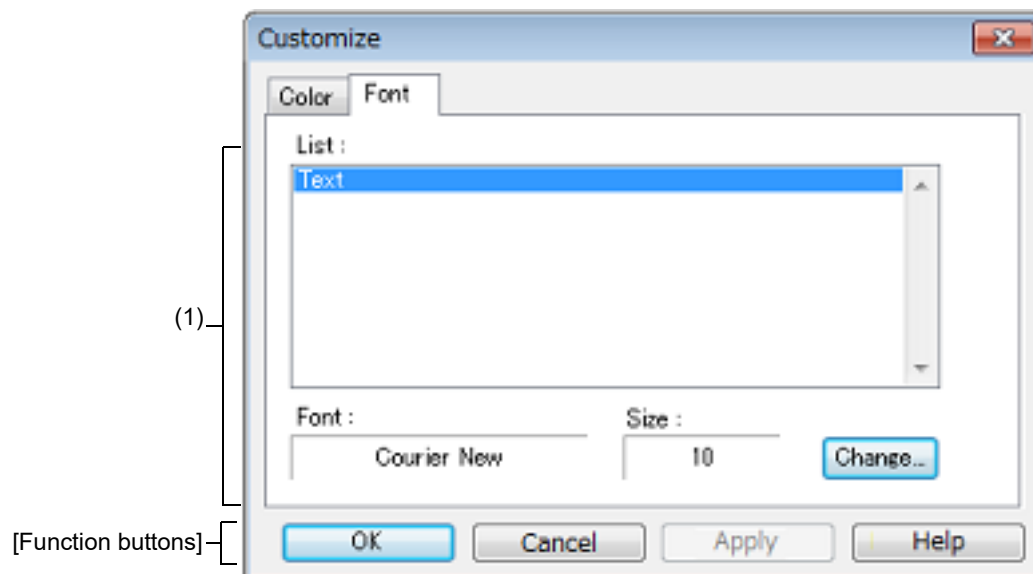 Customize
Color Font
List :
Text
(1)
Font : Size :
Courier New 10 Change...
[Function buttons] OK Cancel Apply Help